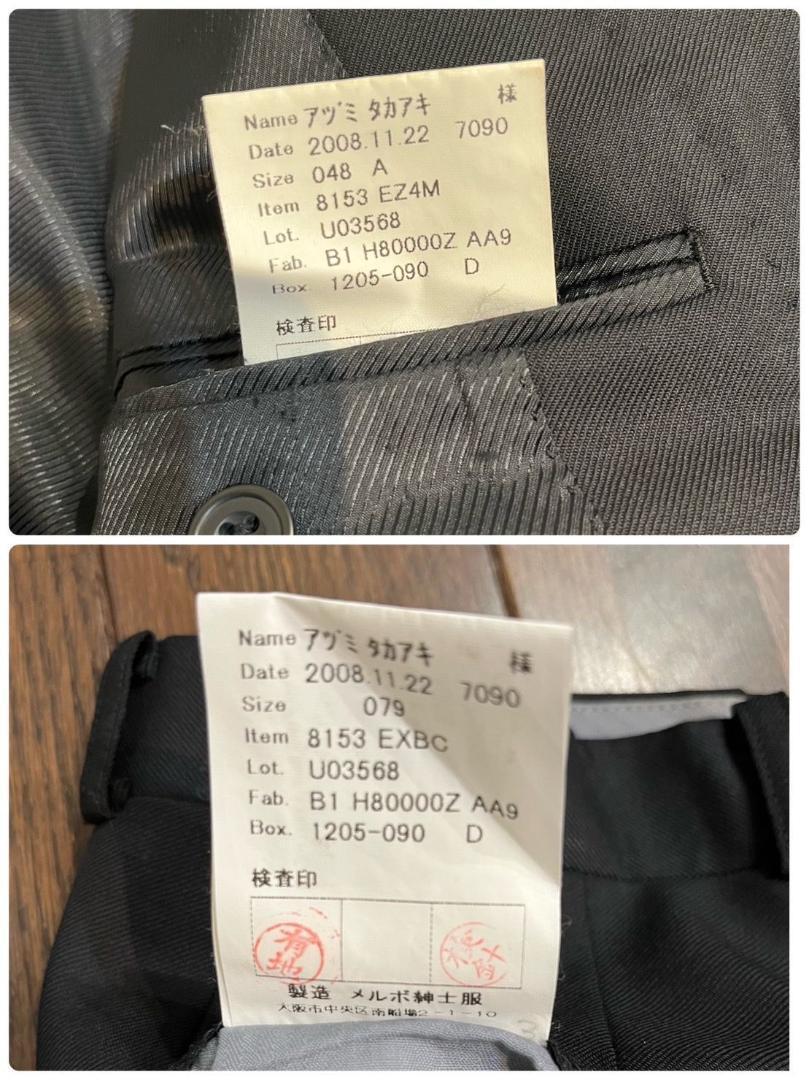 Name アヅミ タカアキ 様
Date 2008.11.22 7090
Size 048 A
Item 8153 EZ4M
Lot. U03568
Fab. B1 H80000Z AA9
Box 1205-090 D
検査印
Name アヅミ タカアキ 様
Date 2008.11.22 7090
Size 079
Item 8153 EXBC
Lot. U03568
Fab. B1 H80000Z AA9
Box. 1205-090 D
検査印
有地
製造 メルボ紳士服
大阪市中央区南船場2-1-10
3